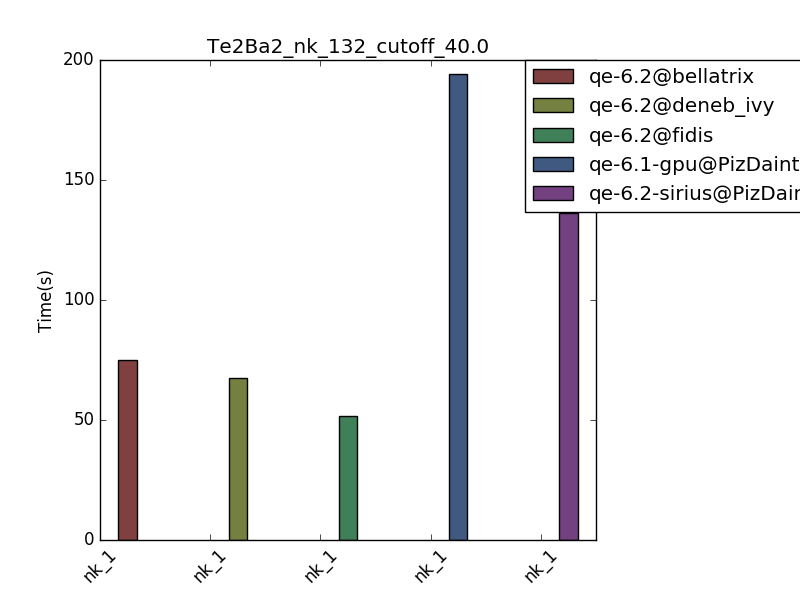 Te2Ba2_nk_132_cutoff_40.0
qe-6.2@bellatrix
qe-6.2@deneb_ivy
qe-6.2@fidis
qe-6.1-gpu@PizDaint
qe-6.2-sirius@PizDain
Time(s)
200
150
100
50
0
nk_1
nk_1
nk_1
nk_1
nk_1